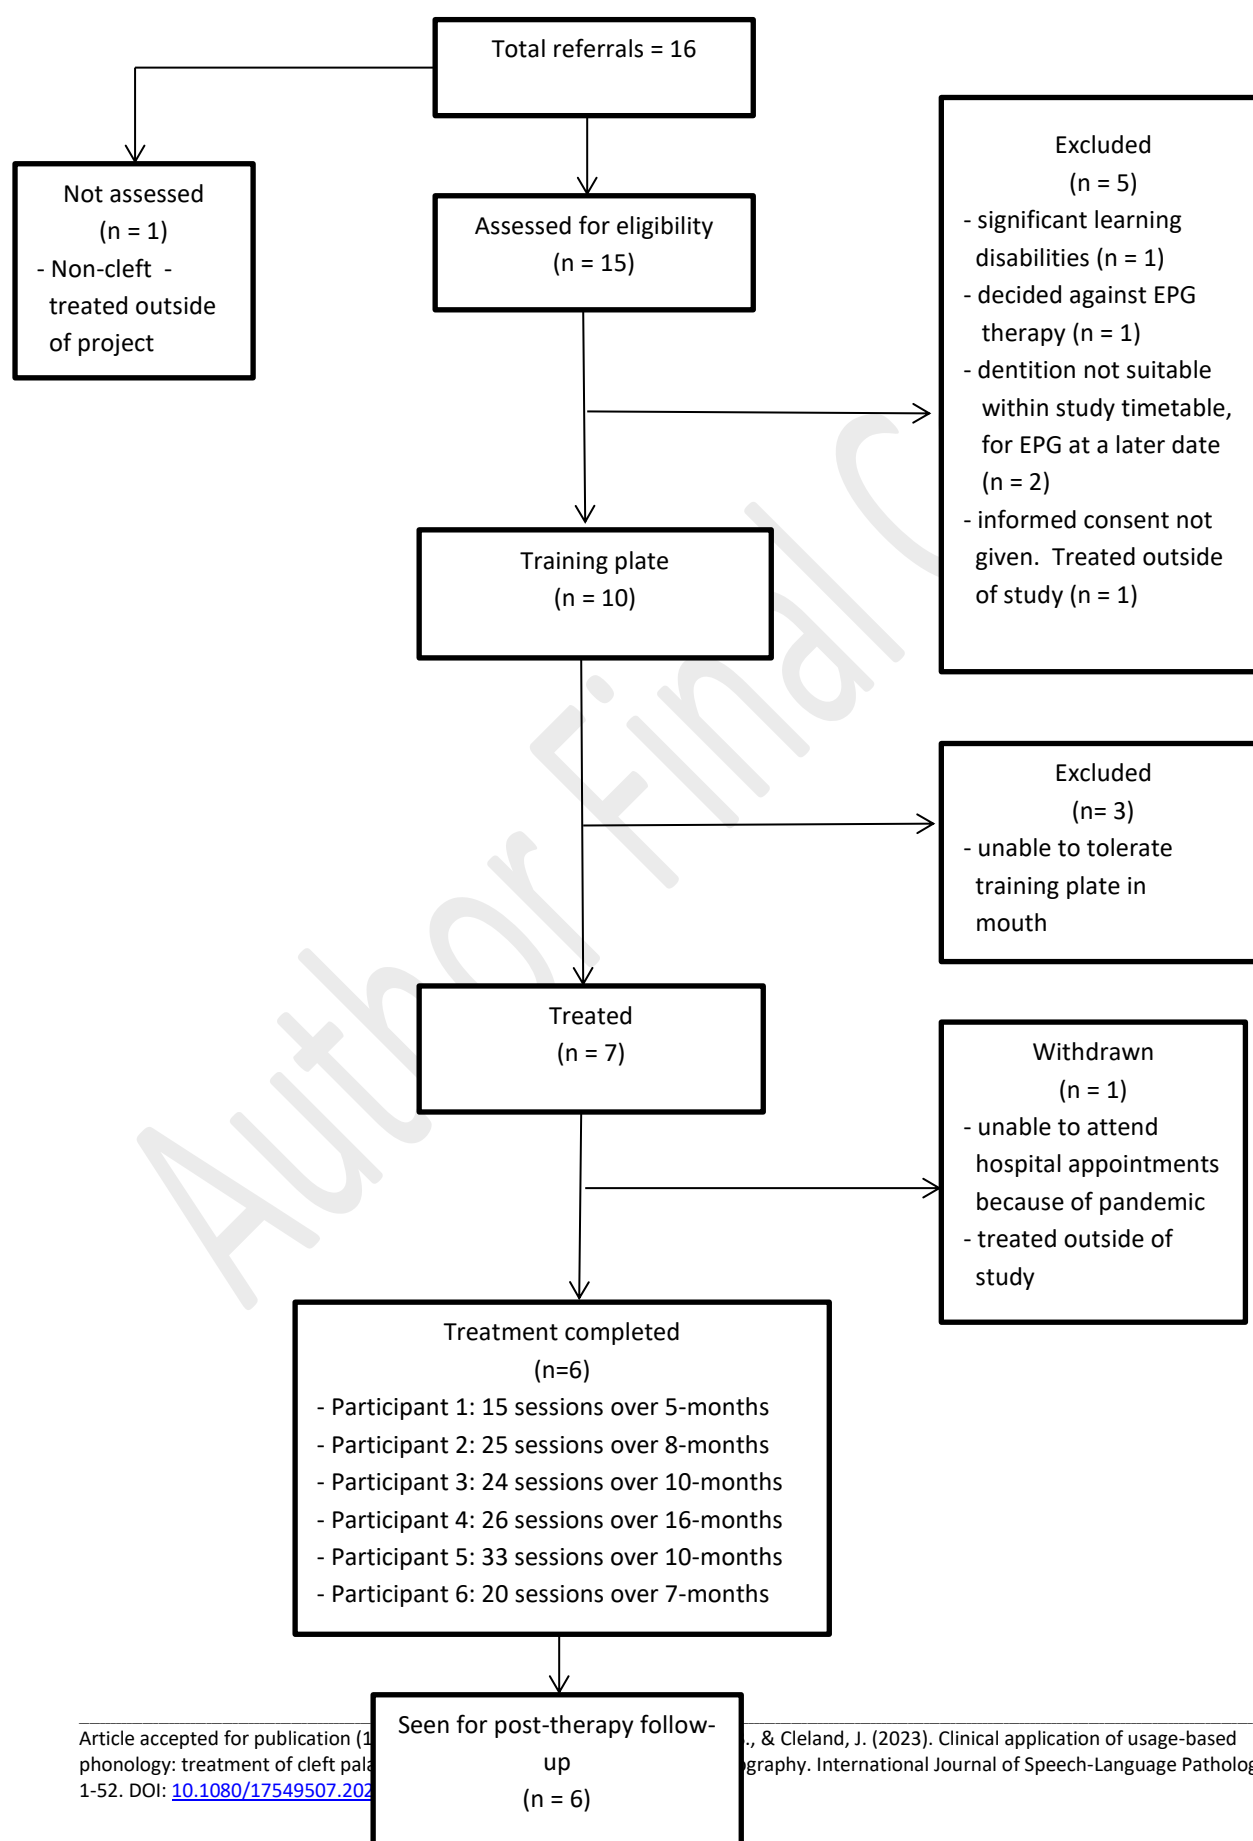 Total referrals = 16
Not assessed
(n = 1)
- Non-cleft -
treated outside
of project
Assessed for eligibility
(n = 15)
Excluded
(n = 5)
- significant learning
disabilities (n = 1)
- decided against EPG
therapy (n = 1)
- dentition not suitable
within study timetable,
for EPG at a later date
(n = 2)
- informed consent not
given. Treated outside
of study (n = 1)
Training plate
(n = 10)
Excluded
(n= 3)
- unable to tolerate
training plate in
mouth
Treated
(n = 7)
Withdrawn
(n = 1)
- unable to attend
hospital appointments
because of pandemic
- treated outside of
study
Treatment completed
(n=6)
- Participant 1: 15 sessions over 5-months
- Participant 2: 25 sessions over 8-months
- Participant 3: 24 sessions over 10-months
- Participant 4: 26 sessions over 16-months
- Participant 5: 33 sessions over 10-months
- Participant 6: 20 sessions over 7-months
Seen for post-therapy follow-
up
(n = 6)
Author Final C
Article accepted for publication (1 ., & Cleland, J. (2023). Clinical application of usage-based
phonology: treatment of cleft pala graphy. International Journal of Speech-Language Patholog
1-52. DOI: 10.1080/17549507.202